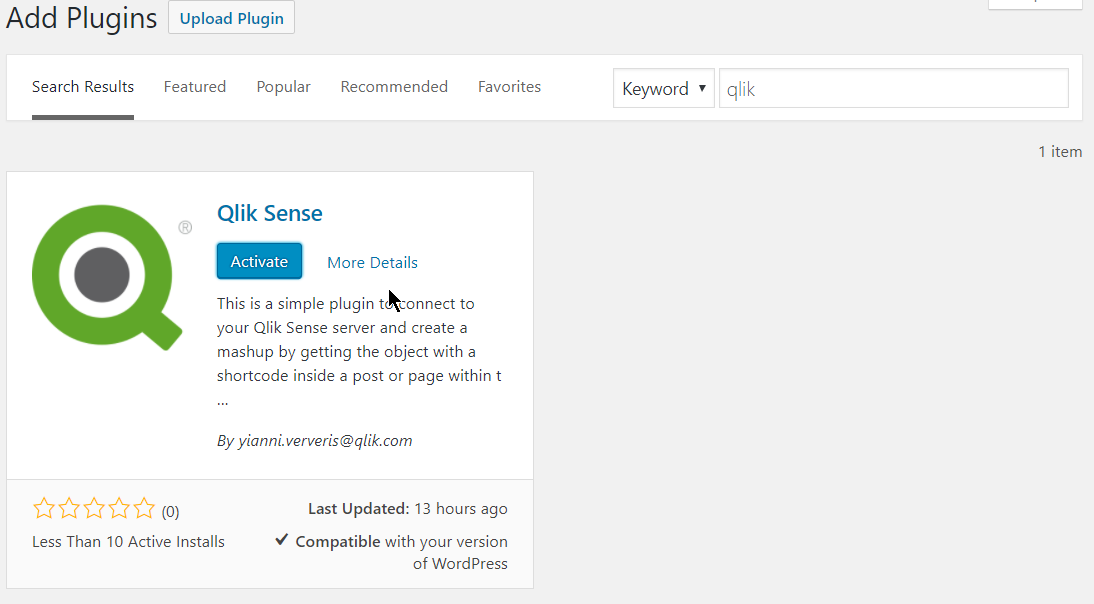 Add Plugins Upload Plugin
Search Results Featured Popular Recommended Favorites Keyword qlik
1 item
®
Qlik Sense
Activate More Details
This is a simple plugin to connect to
your Qlik Sense server and create a
mashup by getting the object with a
shortcode inside a post or page within t
...
By yianni.ververis@qlik.com
(0) Last Updated: 13 hours ago
Less Than 10 Active Installs Compatible with your version
of WordPress